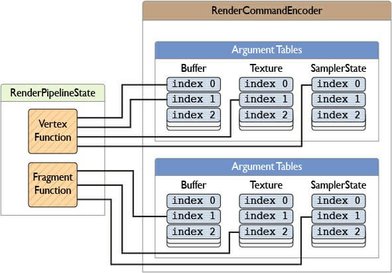 RenderCommandEncoder
Argument Tables
Buffer Texture SamplerState
index 0 index 0 index 0
index 1 index 1 index 1
index 2 index 2 index 2
RenderPipelineState
Vertex
Function
Fragment
Function
Argument Tables
Buffer Texture SamplerState
index 0 index 0 index 0
index 1 index 1 index 1
index 2 index 2 index 2